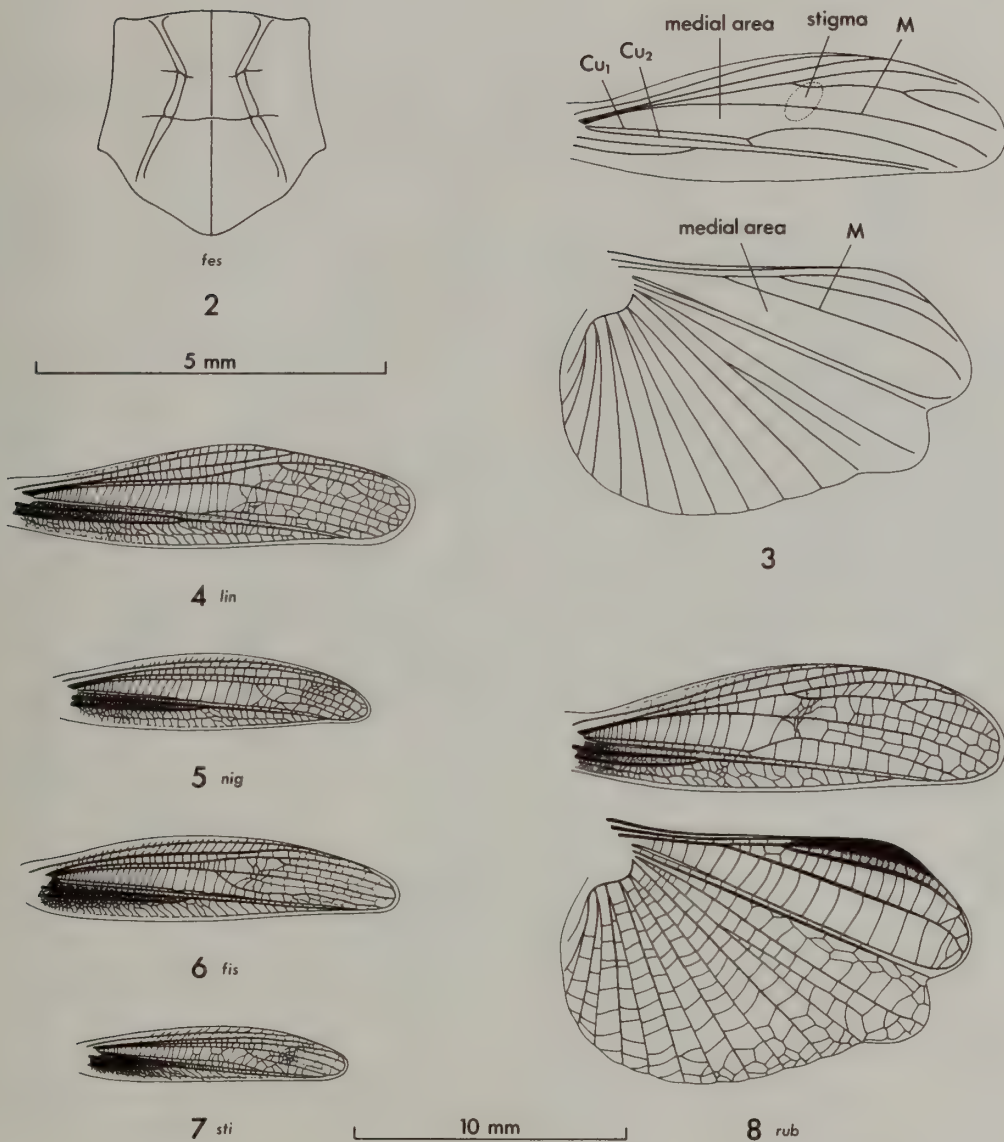 fes
2
5 mm
4 lin
5 nig
6 fis
7 sti
medial area
stigma
M
Cu₁
Cu₂
medial area
M
3
10 mm
8 rub